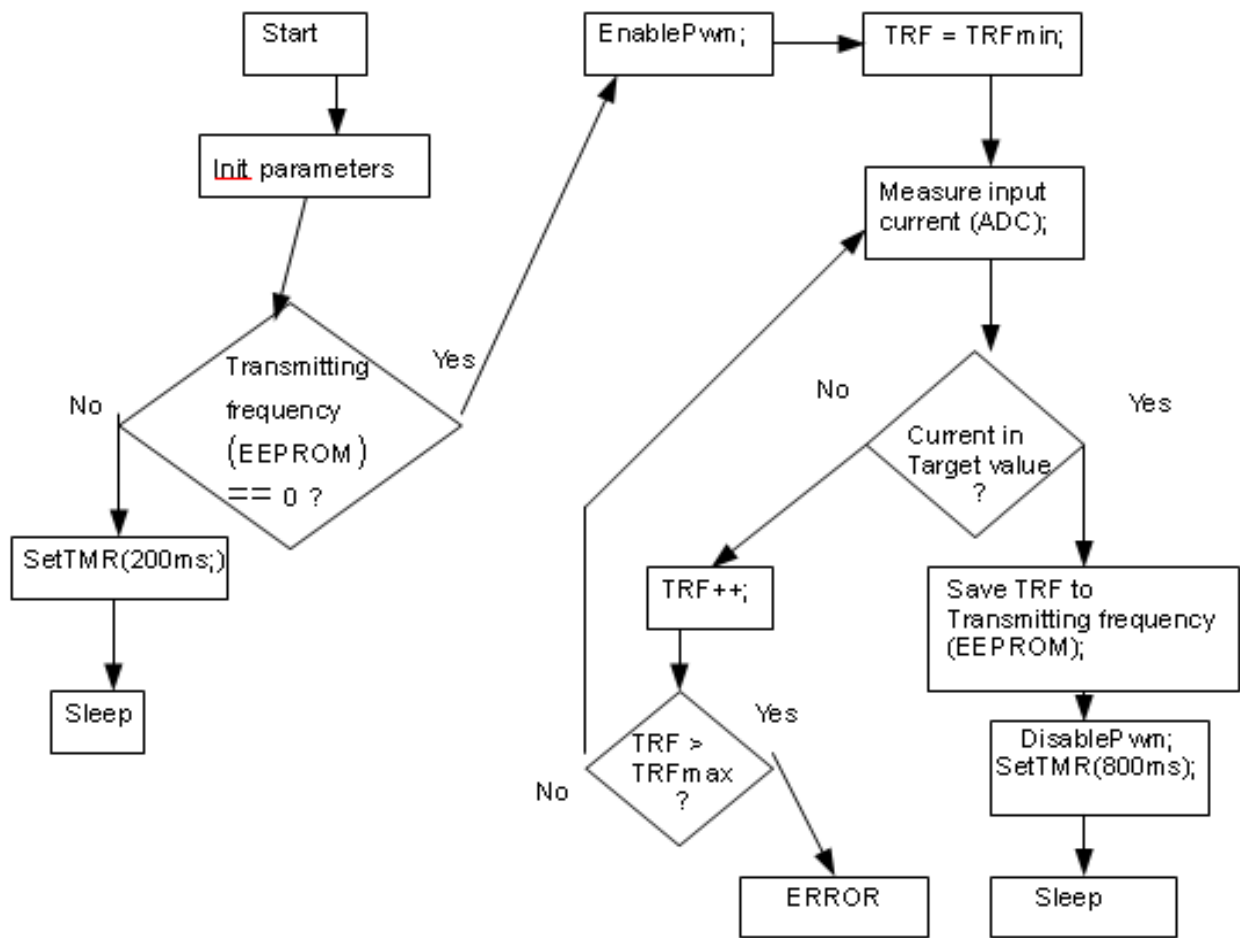 Start
Init parameters
Transmitting
frequency
(EEPROM)
== 0 ?
No
Yes
SetTMR(200ms;)
Sleep
EnablePwm;
TRF = TRFmin;
Measure input
current (ADC);
Current in
Target value
?
No
Yes
TRF++;
TRF >
TRFmax
?
No
Yes
ERROR
Save TRF to
Transmitting frequency
(EEPROM);
DisablePwm;
SetTMR(800ms);
Sleep